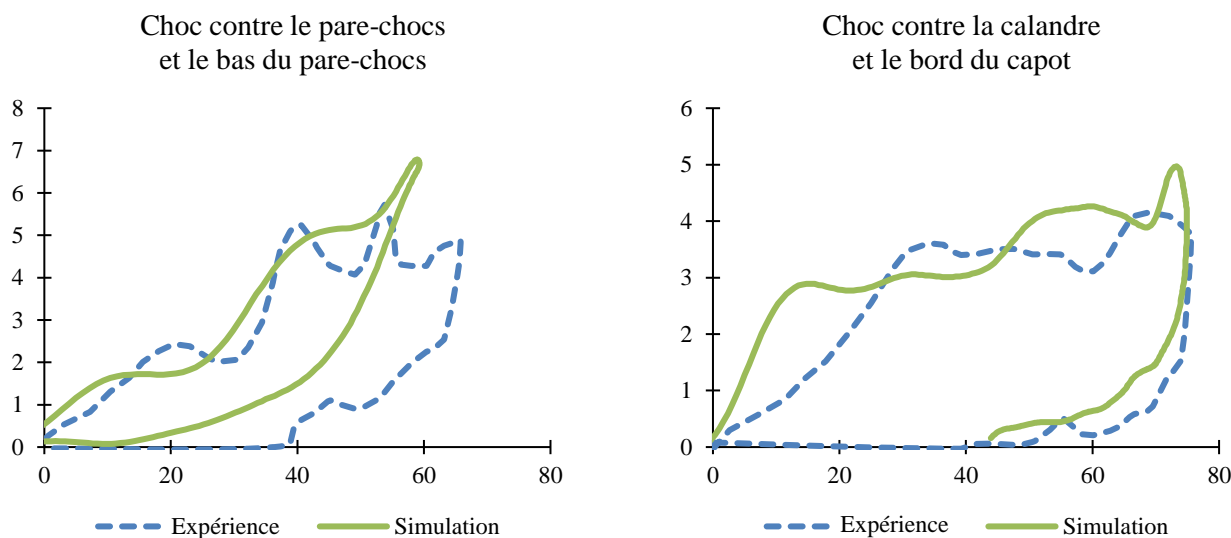 Choc contre le pare-chocs
et le bas du pare-chocs
8
7
6
5
4
3
2
1
0
0 20 40 60 80
Expérience Simulation
Choc contre la calandre
et le bord du capot
6
5
4
3
2
1
0
0 20 40 60 80
Expérience Simulation